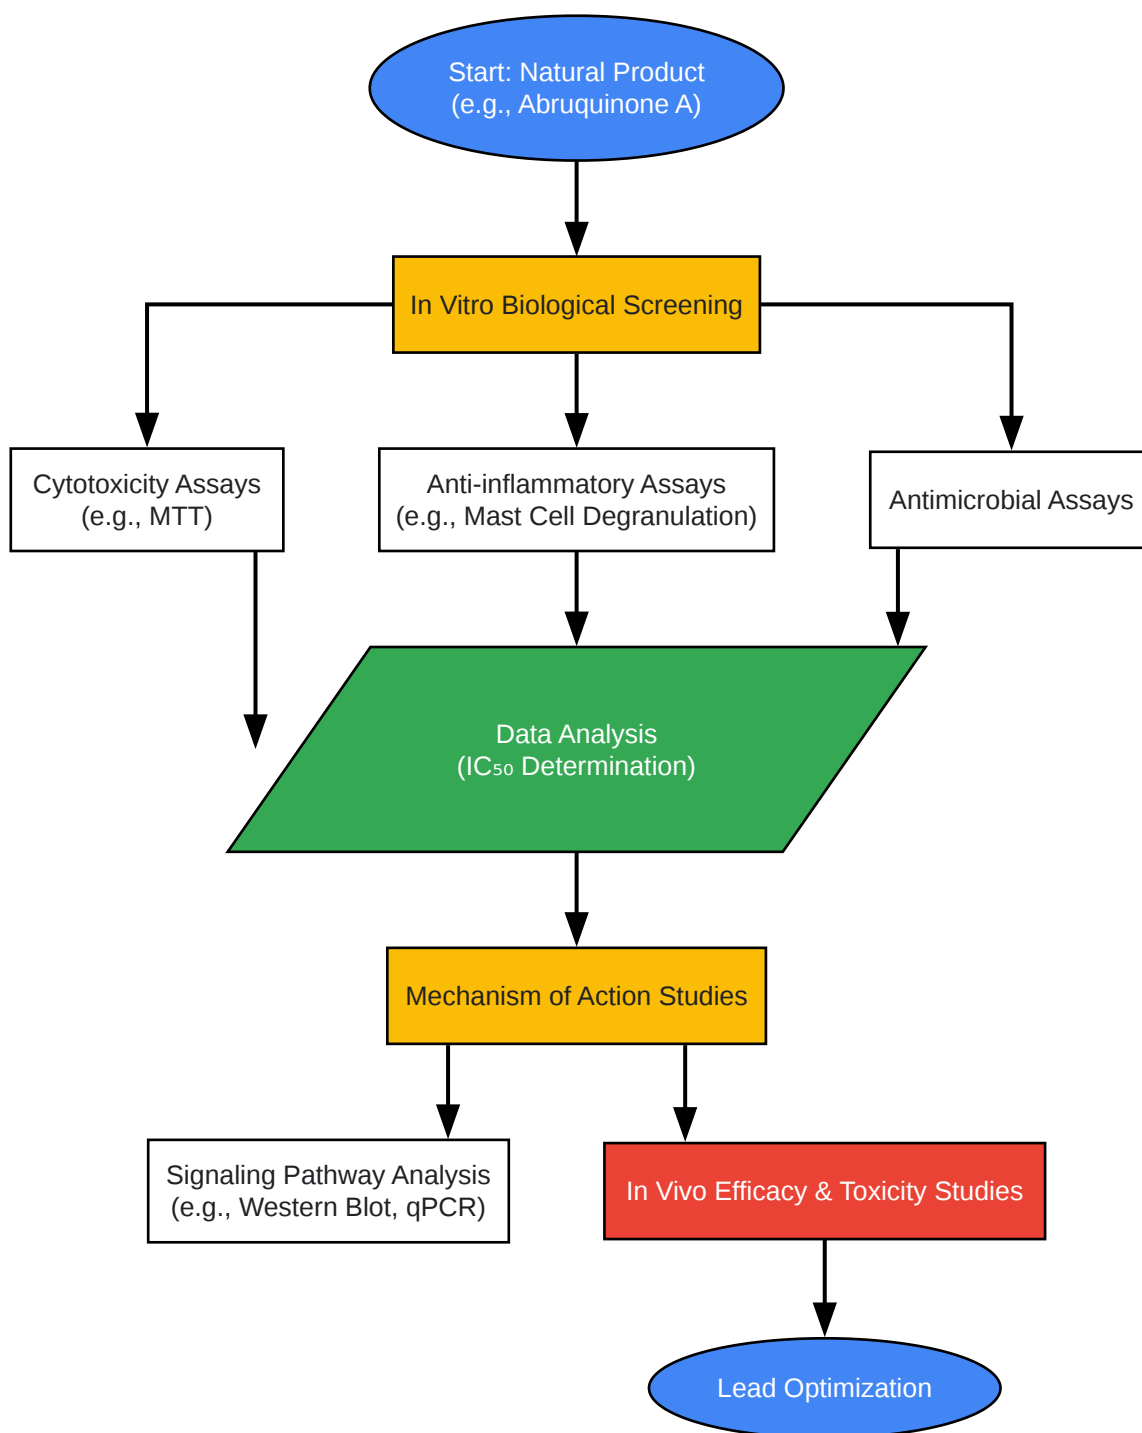 Start: Natural Product
(e.g., Abruquinone A)
In Vitro Biological Screening
Cytotoxicity Assays
(e.g., MTT)
Anti-inflammatory Assays
(e.g., Mast Cell Degranulation)
Antimicrobial Assays
Data Analysis
(IC₅₀ Determination)
Mechanism of Action Studies
Signaling Pathway Analysis
(e.g., Western Blot, qPCR)
In Vivo Efficacy & Toxicity Studies
Lead Optimization